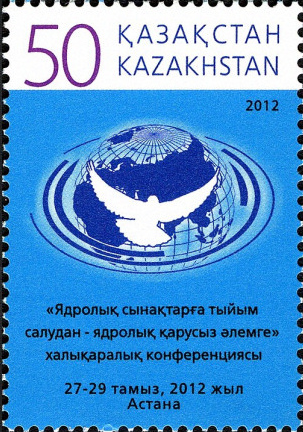 50
ҚАЗАҚСТАН
KAZAKHSTAN
2012
«Ядролық сынақтарға тыйым
салудан - ядролық қарусыз әлемге»
халықаралық конференциясы
27-29 тамыз, 2012 жыл
Астана